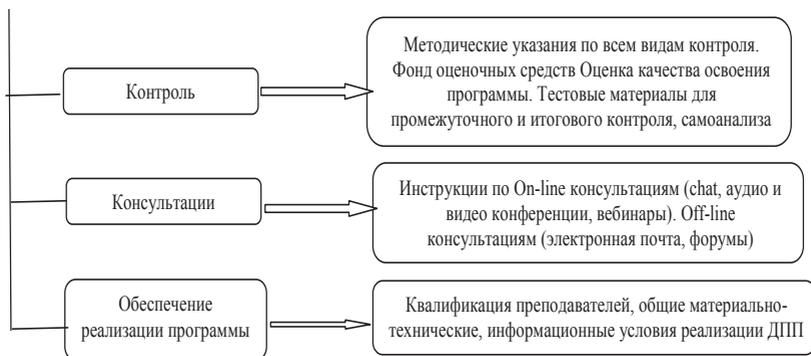 Контроль
Методические указания по всем видам контроля.
Фонд оценочных средств Оценка качества освоения
программы. Тестовые материалы для
промежуточного и итогового контроля, самоанализа
Консультации
Инструкции по On-line консультациям (chat, аудио и
видео конференции, вебинары). Off-line
консультациям (электронная почта, форумы)
Обеспечение
реализации программы
Квалификация преподавателей, общие материально-
технические, информационные условия реализации ДПП